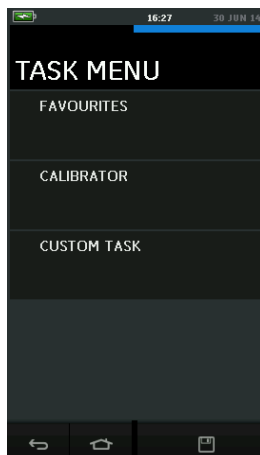 16:27 30 JUN 14
TASK MENU
FAVOURITES
CALIBRATOR
CUSTOM TASK